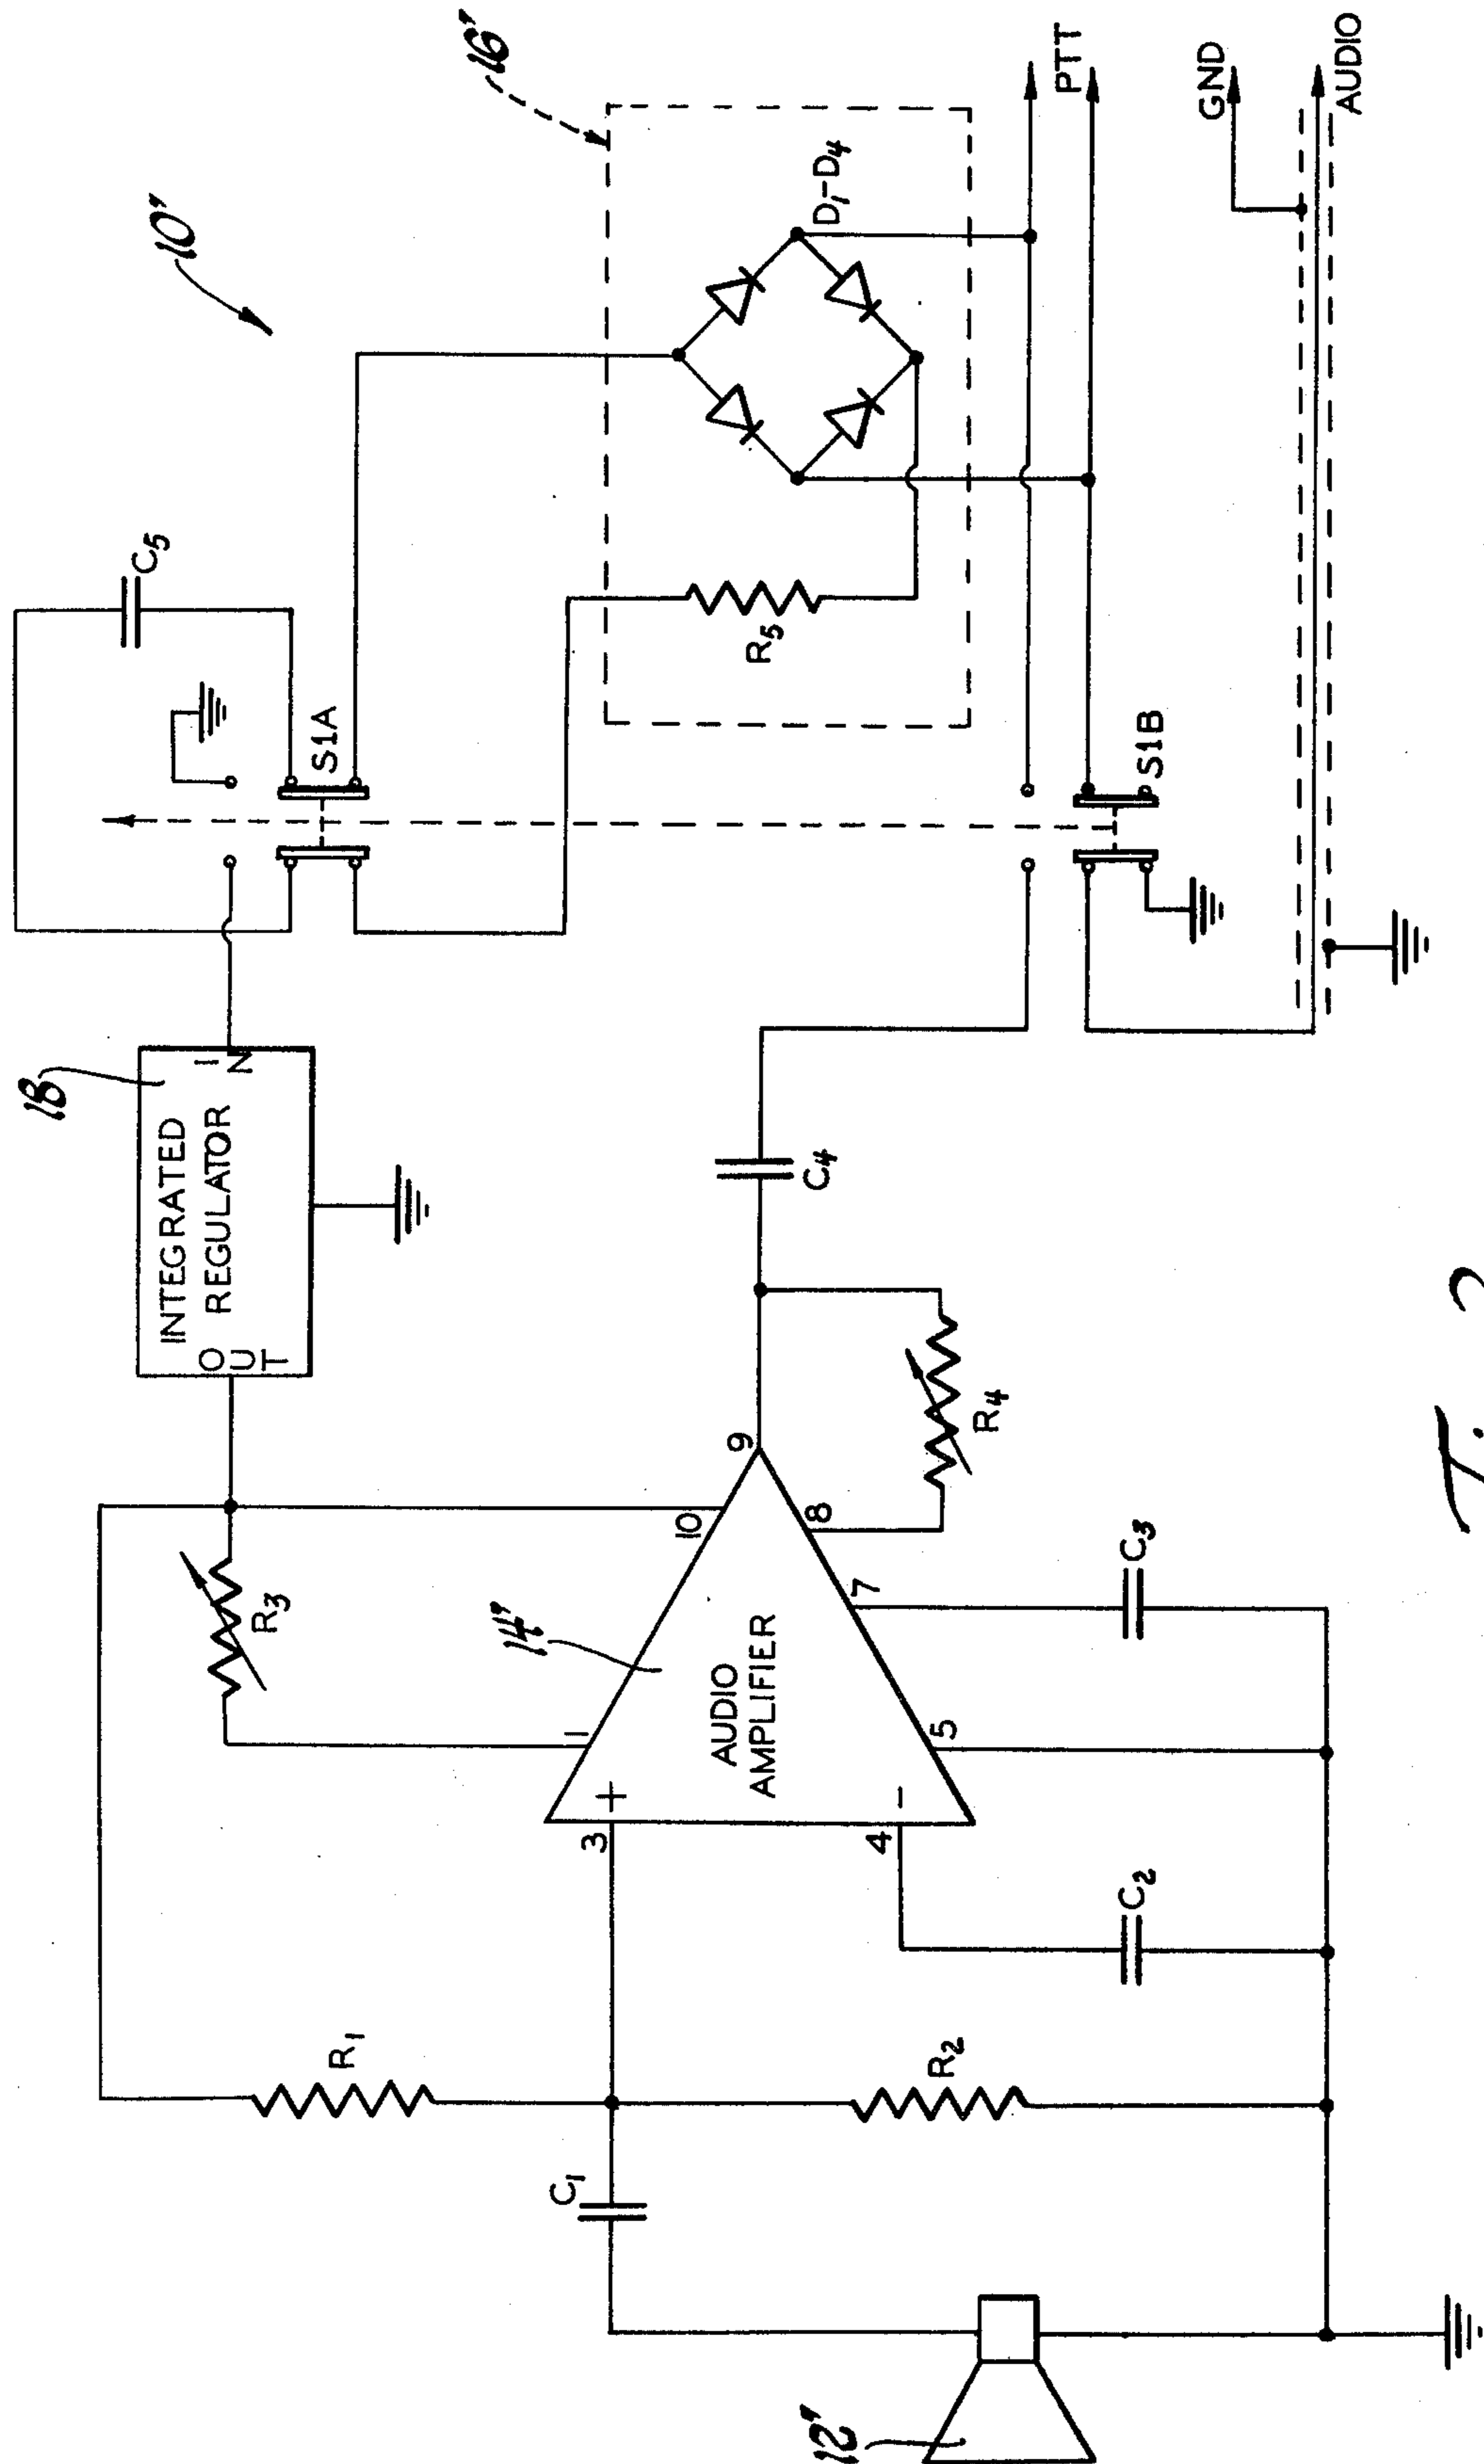 10'
16'
18
INTEGRATED
REGULATOR
OUT
IN
C5
S1A
D1-D4
R5
PTT
GND
AUDIO
S1B
C4
R3
R4
14'
AUDIO
AMPLIFIER
+
-
1
3
4
5
7
8
9
10
R1
R2
C1
C2
C3
12'